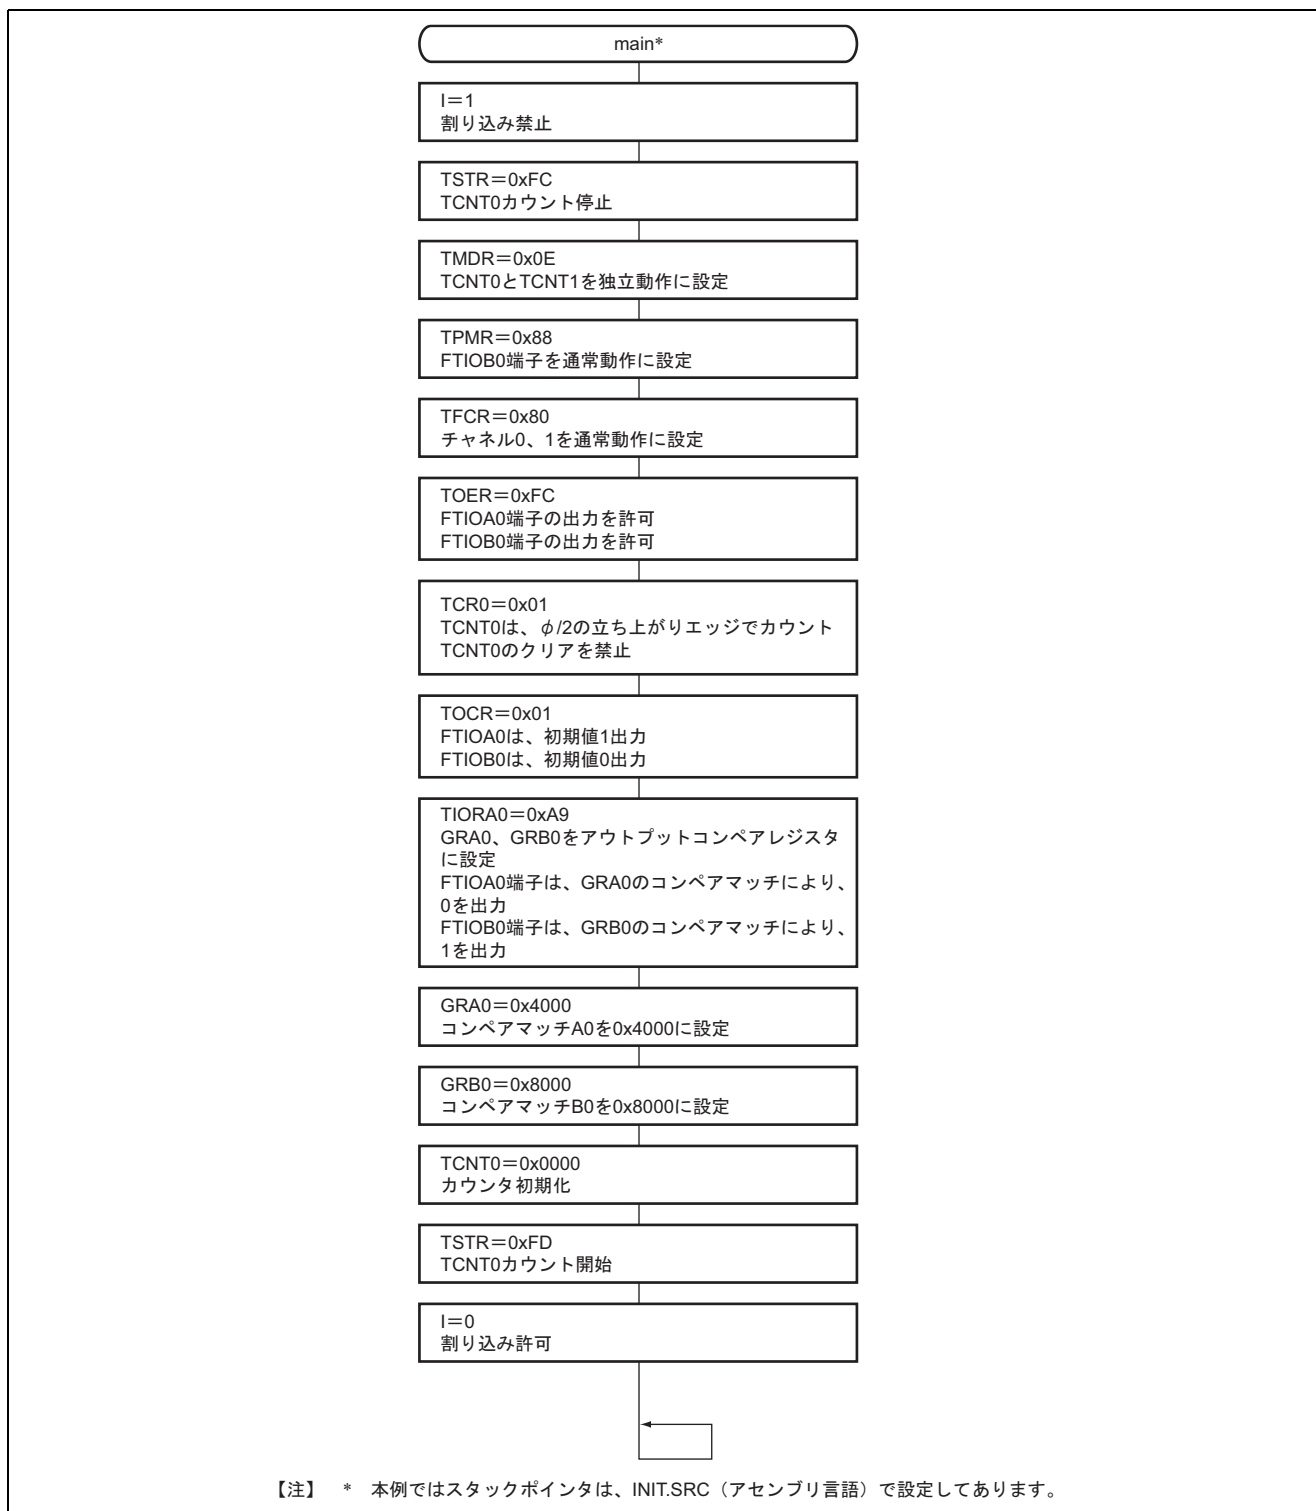 main*
I＝1
割り込み禁止
TSTR＝0xFC
TCNT0カウント停止
TMDR＝0x0E
TCNT0とTCNT1を独立動作に設定
TPMR＝0x88
FTIOB0端子を通常動作に設定
TFCR＝0x80
チャネル0、1を通常動作に設定
TOER＝0xFC
FTIOA0端子の出力を許可
FTIOB0端子の出力を許可
TCR0＝0x01
TCNT0は、φ/2の立ち上がりエッジでカウント
TCNT0のクリアを禁止
TOCR＝0x01
FTIOA0は、初期値1出力
FTIOB0は、初期値0出力
TIORA0＝0xA9
GRA0、GRB0をアウトプットコンペアレジスタ
に設定
FTIOA0端子は、GRA0のコンペアマッチにより、
0を出力
FTIOB0端子は、GRB0のコンペアマッチにより、
1を出力
GRA0＝0x4000
コンペアマッチA0を0x4000に設定
GRB0＝0x8000
コンペアマッチB0を0x8000に設定
TCNT0＝0x0000
カウンタ初期化
TSTR＝0xFD
TCNT0カウント開始
I＝0
割り込み許可
【注】 * 本例ではスタックポインタは、INIT.SRC（アセンブリ言語）で設定してあります。